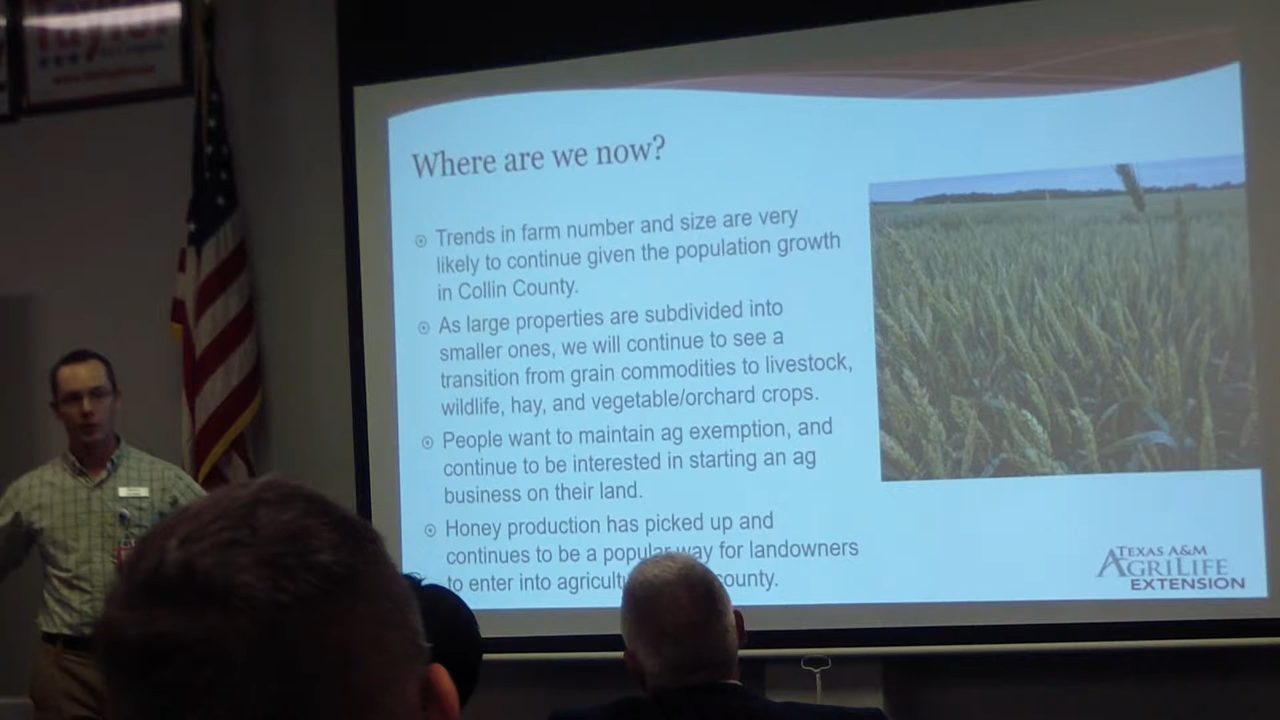 Where are we now?
Trends in farm number and size are very
likely to continue given the population growth
in Collin County.
As large properties are subdivided into
smaller ones, we will continue to see a
transition from grain commodities to livestock,
wildlife, hay, and vegetable/orchard crops.
People want to maintain ag exemption, and
continue to be interested in starting an ag
business on their land.
Honey production has picked up and
continues to be a popular way for landowners
to enter into county.
TEXAS A&M
AGRILIFE
EXTENSION